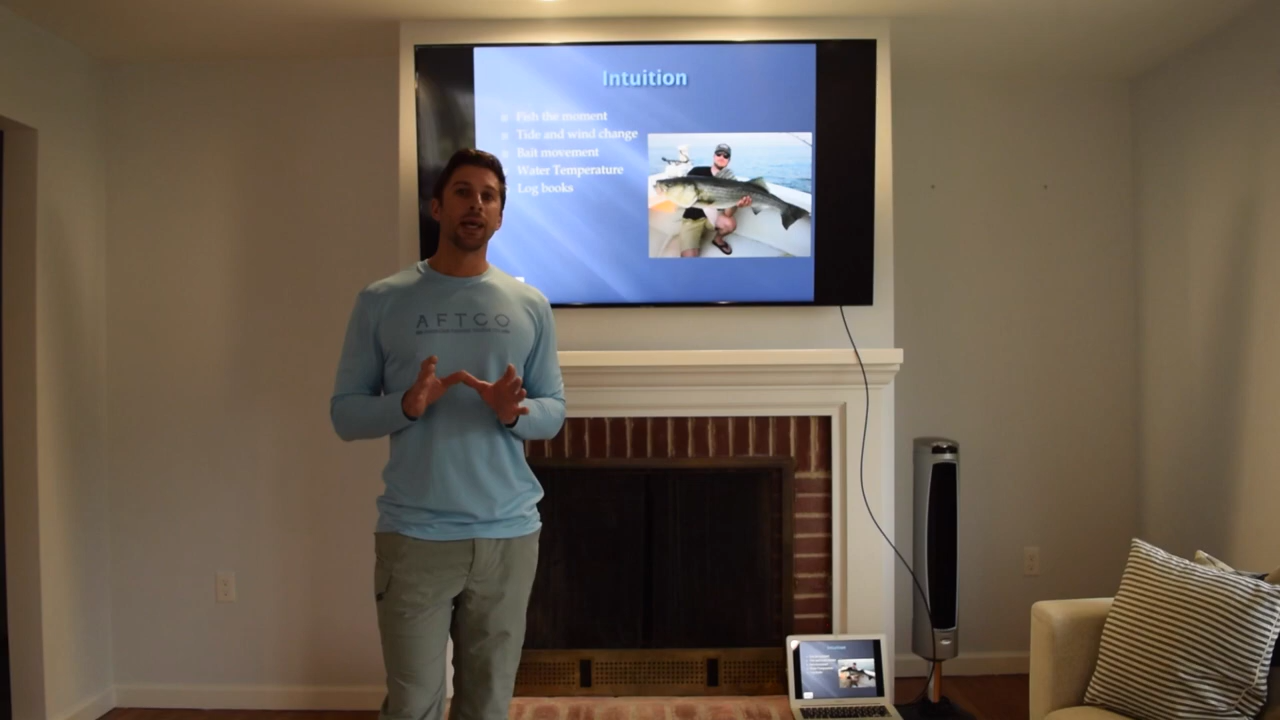 Intuition
Fish the moment
Tide and wind change
Bait movement
Water Temperature
Log books
AFTCO